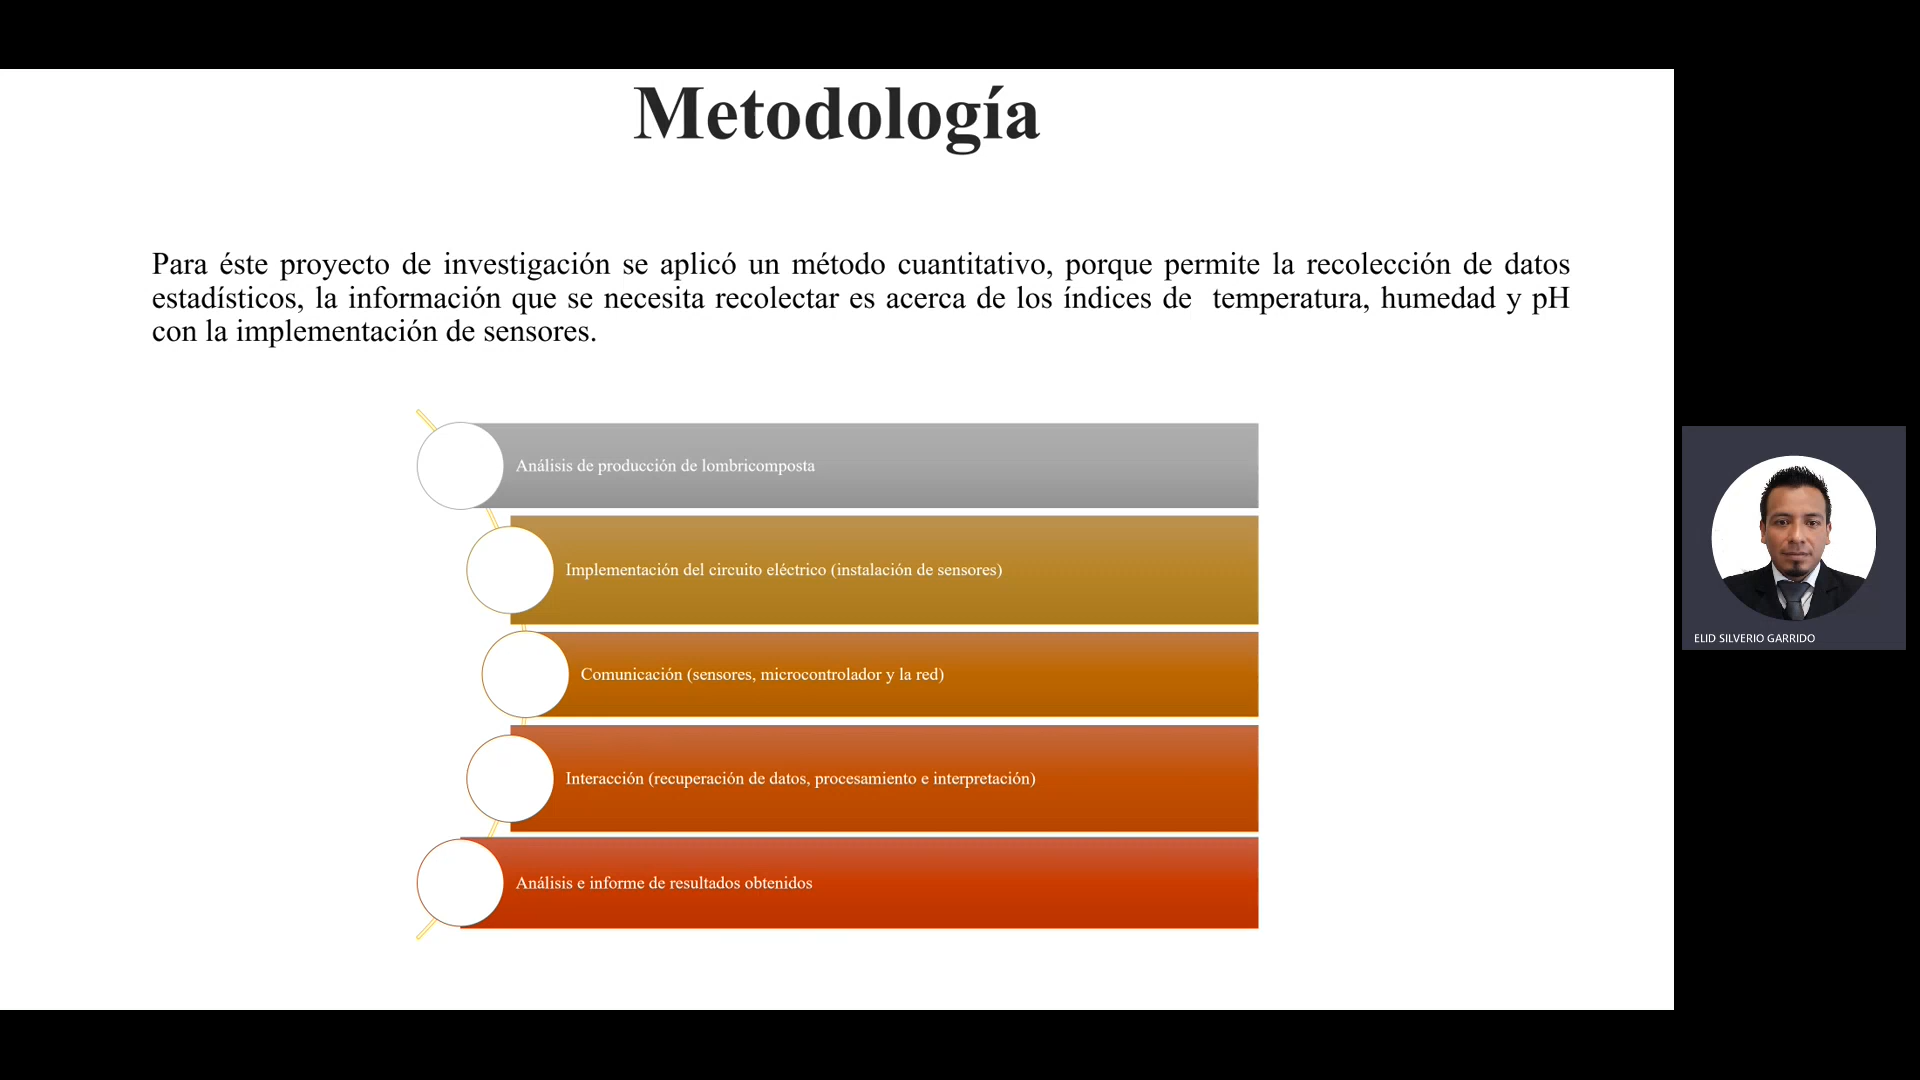 Metodología
Para éste proyecto de investigación se aplicó un método cuantitativo, porque permite la recolección de datos
estadísticos, la información que se necesita recolectar es acerca de los índices de temperatura, humedad y pH
con la implementación de sensores.
Análisis de producción de lombricomposta
Implementación del circuito eléctrico (instalación de sensores)
Comunicación (sensores, microcontrolador y la red)
Interacción (recuperación de datos, procesamiento e interpretación)
Análisis e informe de resultados obtenidos
ELID SILVERIO GARRIDO